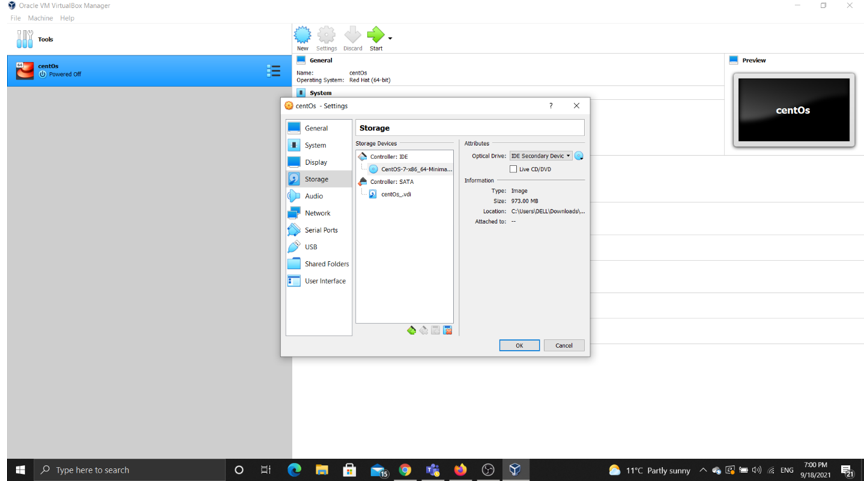 Oracle VM VirtualBox Manager
File Machine Help
Tools
New Settings Discard Start
centOs
Powered Off
General
Name: centOs
Operating System: Red Hat (64-bit)
System
Preview
centOs
centOs - Settings ?
General
System
Display
Storage
Audio
Network
Serial Ports
USB
Shared Folders
User Interface
Storage
Storage Devices
Controller: IDE
CentOS-7-x86_64-Minima...
Controller: SATA
centOs_.vdi
Attributes
Optical Drive: IDE Secondary Devic
Live CD/DVD
Information
Type: Image
Size: 973.00 MB
Location: C:\Users\DELL\Downloads\...
Attached to: --
OK Cancel
Type here to search
15
11°C Partly sunny
ENG
7:00 PM
9/18/2021
21